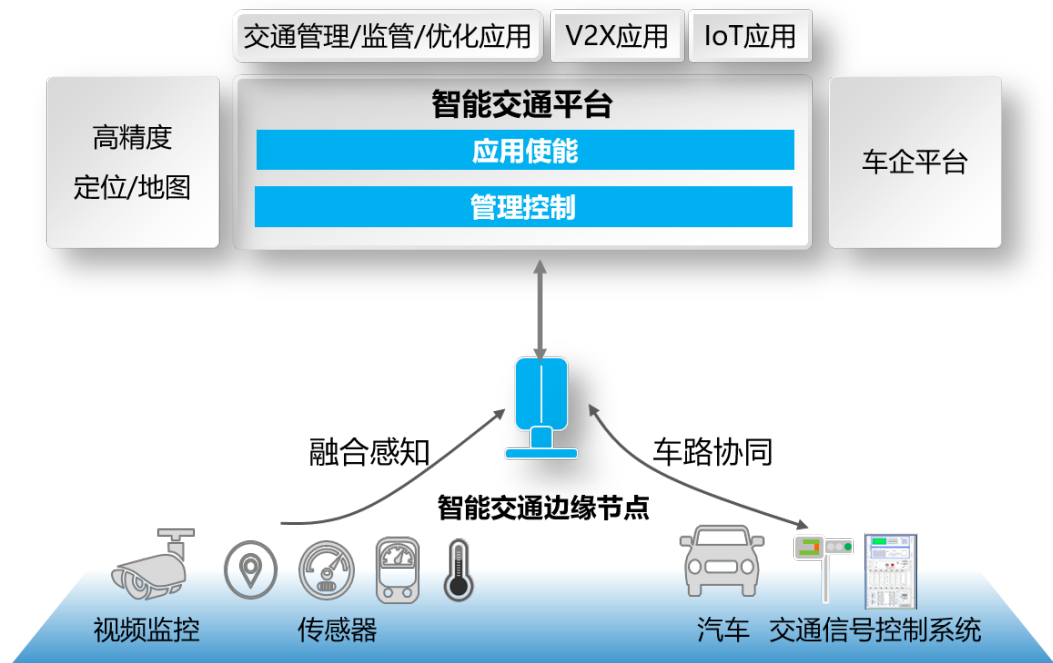 交通管理/监管/优化应用
V2X应用
IoT应用
高精度
定位/地图
智能交通平台
应用使能
管理控制
车企平台
融合感知
车路协同
智能交通边缘节点
视频监控
传感器
汽车
交通信号控制系统